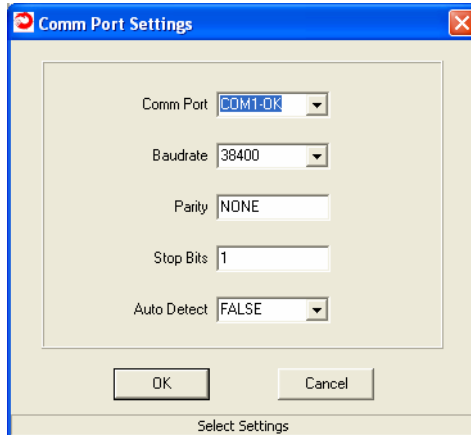 Comm Port Settings
Comm Port COM1-OK
Baudrate 38400
Parity NONE
Stop Bits 1
Auto Detect FALSE
OK Cancel
Select Settings